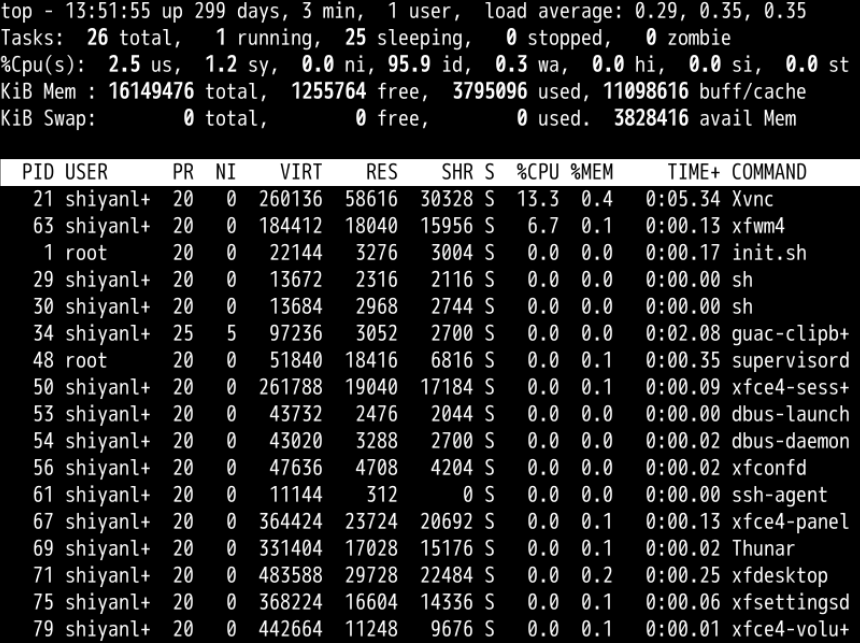 top - 13:51:55 up 299 days, 3 min,  1 user,  load average: 0.29, 0.35, 0.35
Tasks:  26 total,   1 running,  25 sleeping,   0 stopped,   0 zombie
%Cpu(s):  2.5 us,  1.2 sy,  0.0 ni, 95.9 id,  0.3 wa,  0.0 hi,  0.0 si,  0.0 st
KiB Mem : 16149476 total,  1255764 free,  3795096 used, 11098616 buff/cache
KiB Swap:        0 total,        0 free,        0 used.  3828416 avail Mem
  PID USER      PR  NI    VIRT    RES    SHR S  %CPU %MEM     TIME+ COMMAND
   21 shiyanl+  20   0  260136  58616  30328 S  13.3  0.4   0:05.34 Xvnc
   63 shiyanl+  20   0  184412  18040  15956 S   6.7  0.1   0:00.13 xfwm4
    1 root      20   0   22144   3276   3004 S   0.0  0.0   0:00.17 init.sh
   29 shiyanl+  20   0   13672   2316   2116 S   0.0  0.0   0:00.00 sh
   30 shiyanl+  20   0   13684   2968   2744 S   0.0  0.0   0:00.00 sh
   34 shiyanl+  25   5   97236   3052   2700 S   0.0  0.0   0:02.08 guac-clipb+
   48 root      20   0   51840  18416   6816 S   0.0  0.1   0:00.35 supervisord
   50 shiyanl+  20   0  261788  19040  17184 S   0.0  0.1   0:00.09 xfce4-sess+
   53 shiyanl+  20   0   43732   2476   2044 S   0.0  0.0   0:00.00 dbus-launch
   54 shiyanl+  20   0   43020   3288   2700 S   0.0  0.0   0:00.02 dbus-daemon
   56 shiyanl+  20   0   47636   4708   4204 S   0.0  0.0   0:00.02 xfconfd
   61 shiyanl+  20   0   11144    312      0 S   0.0  0.0   0:00.00 ssh-agent
   67 shiyanl+  20   0  364424  23724  20692 S   0.0  0.1   0:00.13 xfce4-panel
   69 shiyanl+  20   0  331404  17028  15176 S   0.0  0.1   0:00.02 Thunar
   71 shiyanl+  20   0  483588  29728  22484 S   0.0  0.2   0:00.25 xfdesktop
   75 shiyanl+  20   0  368224  16604  14336 S   0.0  0.1   0:00.06 xfsettingsd
   79 shiyanl+  20   0  442664  11248   9676 S   0.0  0.1   0:00.01 xfce4-volu+